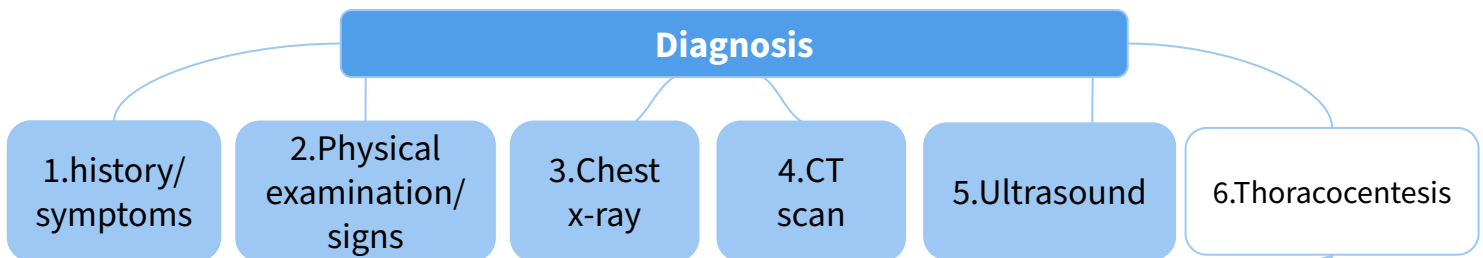 Diagnosis
1.history/
symptoms
2.Physical
examination/
signs
3.Chest
x-ray
4.CT
scan
5.Ultrasound
6.Thoracocentesis